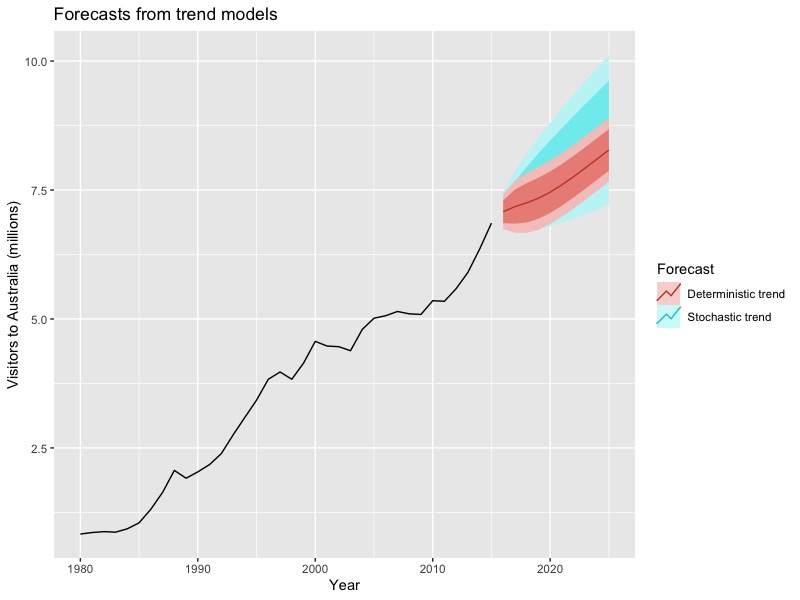 Forecasts from trend models
10.0
7.5
5.0
2.5
Visitors to Australia (millions)
1980 1990 2000 2010 2020
Year
Forecast
Deterministic trend
Stochastic trend